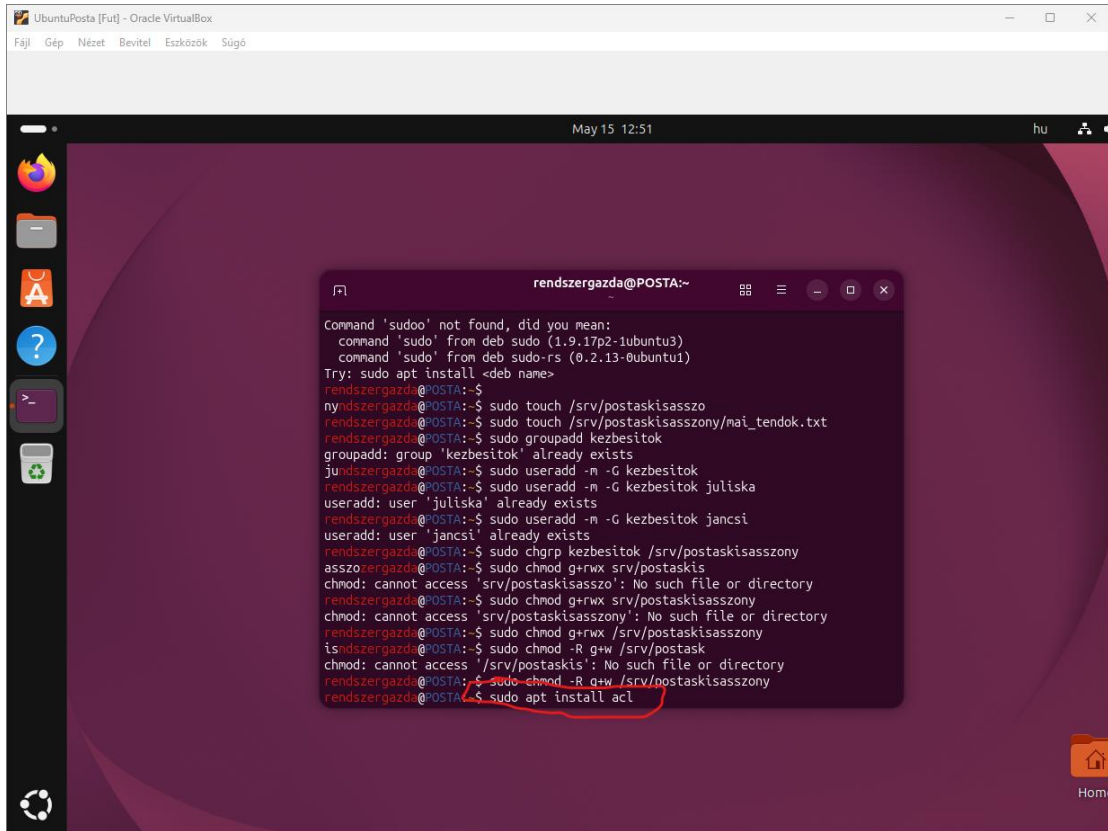 UbuntuPosta [Fut] - Oracle VirtualBox
Fájl Gép Nézet Bevitel Eszközök Súgó
May 15 12:51
hu
rendszergazda@POSTA:~
~
Command 'sudoo' not found, did you mean:
command 'sudo' from deb sudo (1.9.17p2-1ubuntu3)
command 'sudo' from deb sudo-rs (0.2.13-0ubuntu1)
Try: sudo apt install <deb name>
rendszergazda@POSTA:~$
nyndszergazda@POSTA:~$ sudo touch /srv/postaskisasszo
rendszergazda@POSTA:~$ sudo touch /srv/postaskisasszony/mai_tendok.txt
rendszergazda@POSTA:~$ sudo groupadd kezbesitok
groupadd: group 'kezbesitok' already exists
jundszergazda@POSTA:~$ sudo useradd -m -G kezbesitok
rendszergazda@POSTA:~$ sudo useradd -m -G kezbesitok juliska
useradd: user 'juliska' already exists
rendszergazda@POSTA:~$ sudo useradd -m -G kezbesitok jancsi
useradd: user 'jancsi' already exists
rendszergazda@POSTA:~$ sudo chgrp kezbesitok /srv/postaskisasszony
asszozergazda@POSTA:~$ sudo chmod g+rwx srv/postaskis
chmod: cannot access 'srv/postaskisasszo': No such file or directory
rendszergazda@POSTA:~$ sudo chmod g+rwx srv/postaskisasszony
chmod: cannot access 'srv/postaskisasszony': No such file or directory
rendszergazda@POSTA:~$ sudo chmod g+rwx /srv/postaskisasszony
isndszergazda@POSTA:~$ sudo chmod -R g+w /srv/postask
chmod: cannot access '/srv/postaskis': No such file or directory
rendszergazda@POSTA:~$ sudo chmod -R g+w /srv/postaskisasszony
rendszergazda@POSTA:~$ sudo apt install acl
Home